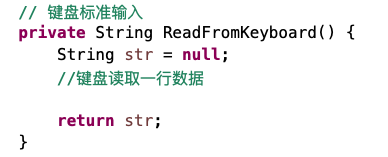 // 键盘标准输入
private String ReadFromKeyboard() {
    String str = null;
    //键盘读取一行数据

    return str;
}